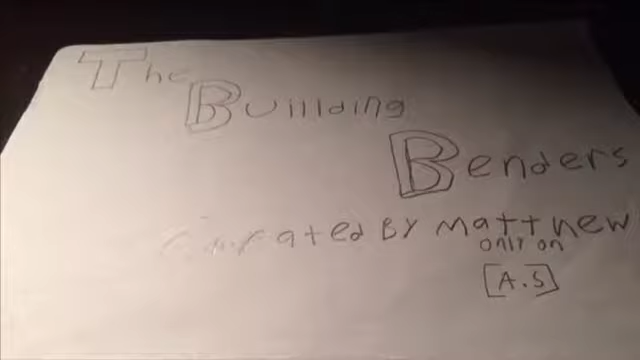 The
Building
Benders
By Matthew
only on
[A.S]